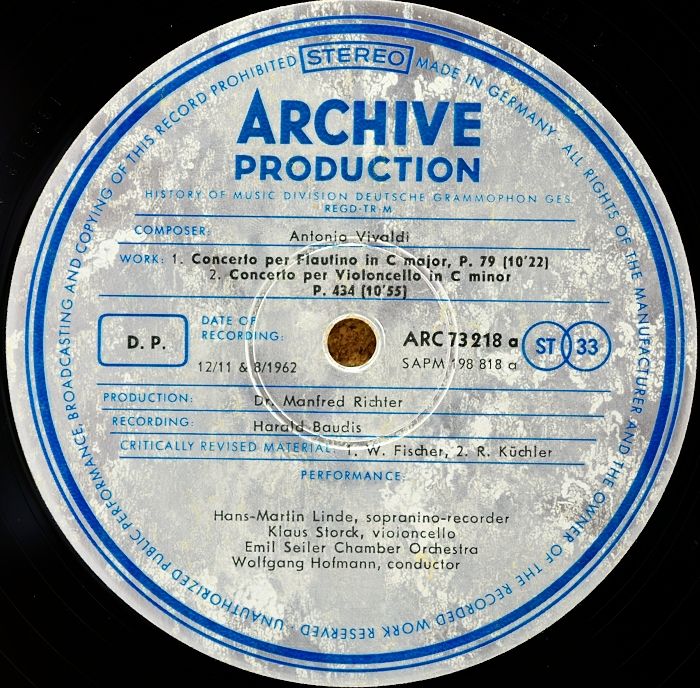 STEREO
MADE IN GERMANY · ALL RIGHTS OF THE MANUFACTURER AND THE OWNER OF THE RECORDED WORK RESERVED · UNAUTHORIZED PUBLIC PERFORMANCE, BROADCASTING AND COPYING OF THIS RECORD PROHIBITED
ARCHIVE
PRODUCTION
HISTORY OF MUSIC DIVISION DEUTSCHE GRAMMOPHON GES.
REGD-TR-M.
COMPOSER: Antonio Vivaldi
WORK: 1. Concerto per Flautino in C major, P. 79 (10'22)
2. Concerto per Violoncello in C minor
P. 434 (10'55)
D. P.
DATE OF
RECORDING:
12/11 & 8/1962
ARC 73218 a
SAPM 198 818 a
ST 33
PRODUCTION: Dr. Manfred Richter
RECORDING: Harald Baudis
CRITICALLY REVISED MATERIAL: 1. W. Fischer, 2. R. Küchler
PERFORMANCE:
Hans-Martin Linde, sopranino-recorder
Klaus Storck, violoncello
Emil Seiler Chamber Orchestra
Wolfgang Hofmann, conductor